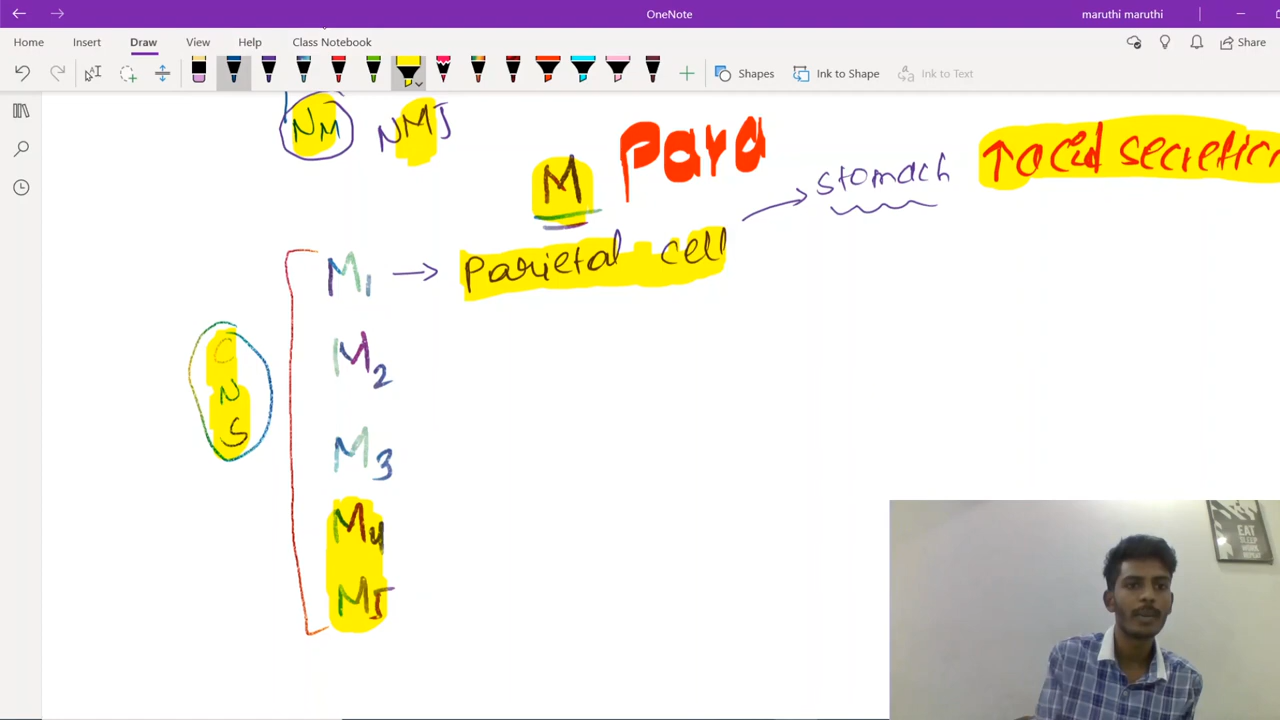 OneNote
maruthi maruthi
Home Insert Draw View Help Class Notebook
Share
Shapes Ink to Shape Ink to Text
NM NMJ
M Para
stomach
↑acid secretion
M1 → Parietal cell
M2
M3
M4
M5
C
N
S
EAT
SLEEP
WORK
REPEAT